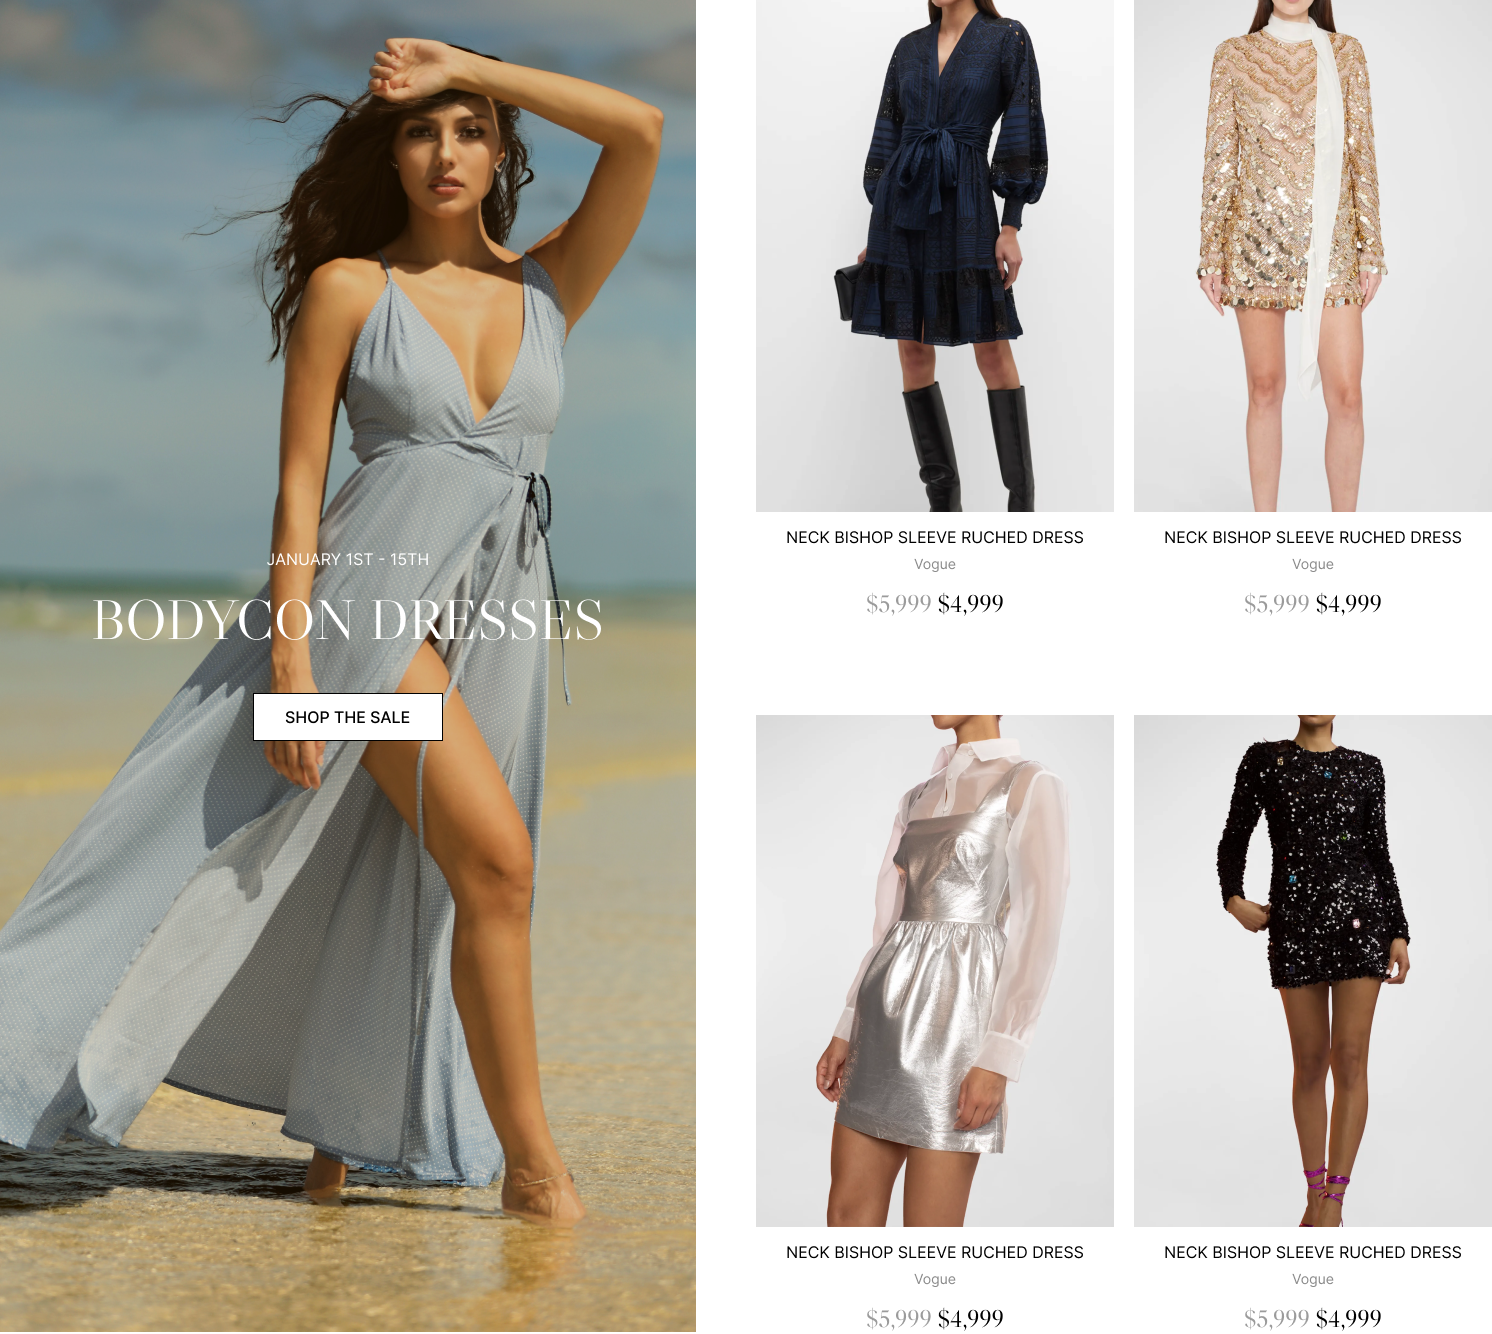 JANUARY 1ST - 15TH
BODYCON DRESSES
SHOP THE SALE
NECK BISHOP SLEEVE RUCHED DRESS
Vogue
$5,999 $4,999
NECK BISHOP SLEEVE RUCHED DRESS
Vogue
$5,999 $4,999
NECK BISHOP SLEEVE RUCHED DRESS
Vogue
$5,999 $4,999
NECK BISHOP SLEEVE RUCHED DRESS
Vogue
$5,999 $4,999